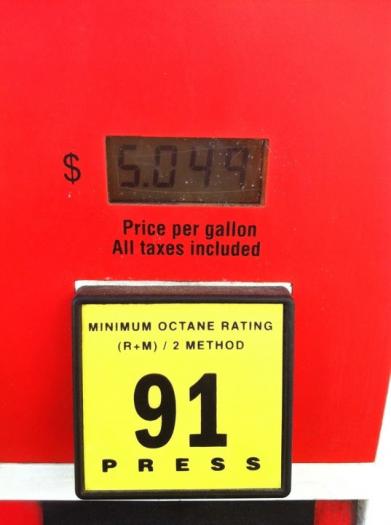 $ 5.049
Price per gallon
All taxes included
MINIMUM OCTANE RATING
(R+M) / 2 METHOD
91
PRESS